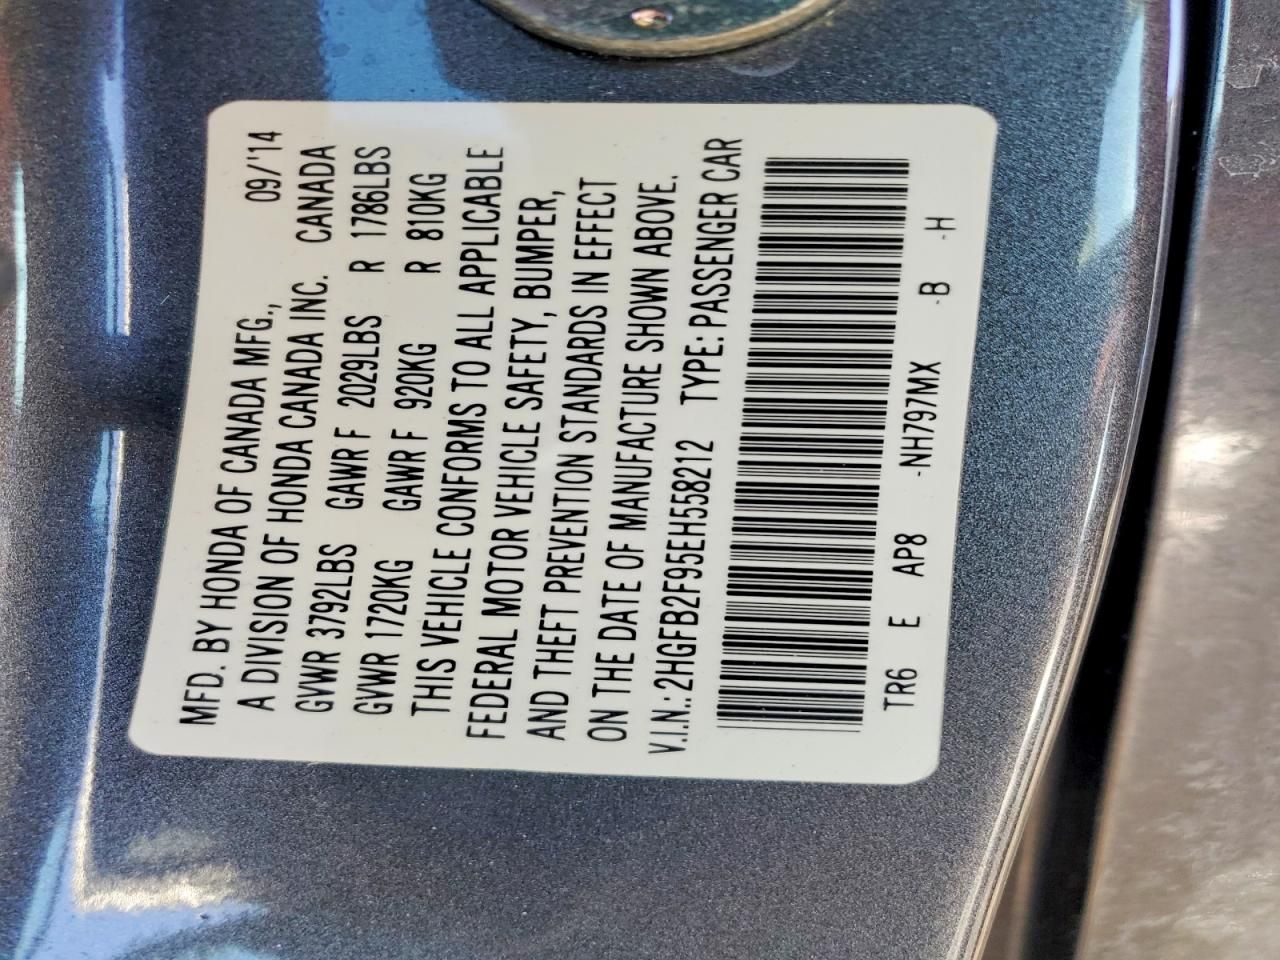 MFD. BY HONDA OF CANADA MFG., 09/'14
A DIVISION OF HONDA CANADA INC. CANADA
GVWR 3792LBS GAWR F 2029LBS R 1786LBS
GVWR 1720KG GAWR F 920KG R 810KG
THIS VEHICLE CONFORMS TO ALL APPLICABLE
FEDERAL MOTOR VEHICLE SAFETY, BUMPER,
AND THEFT PREVENTION STANDARDS IN EFFECT
ON THE DATE OF MANUFACTURE SHOWN ABOVE.
V.I.N.: 2HGFB2F95EH558212 TYPE: PASSENGER CAR
TR6 E AP8 -NH797MX -B -H